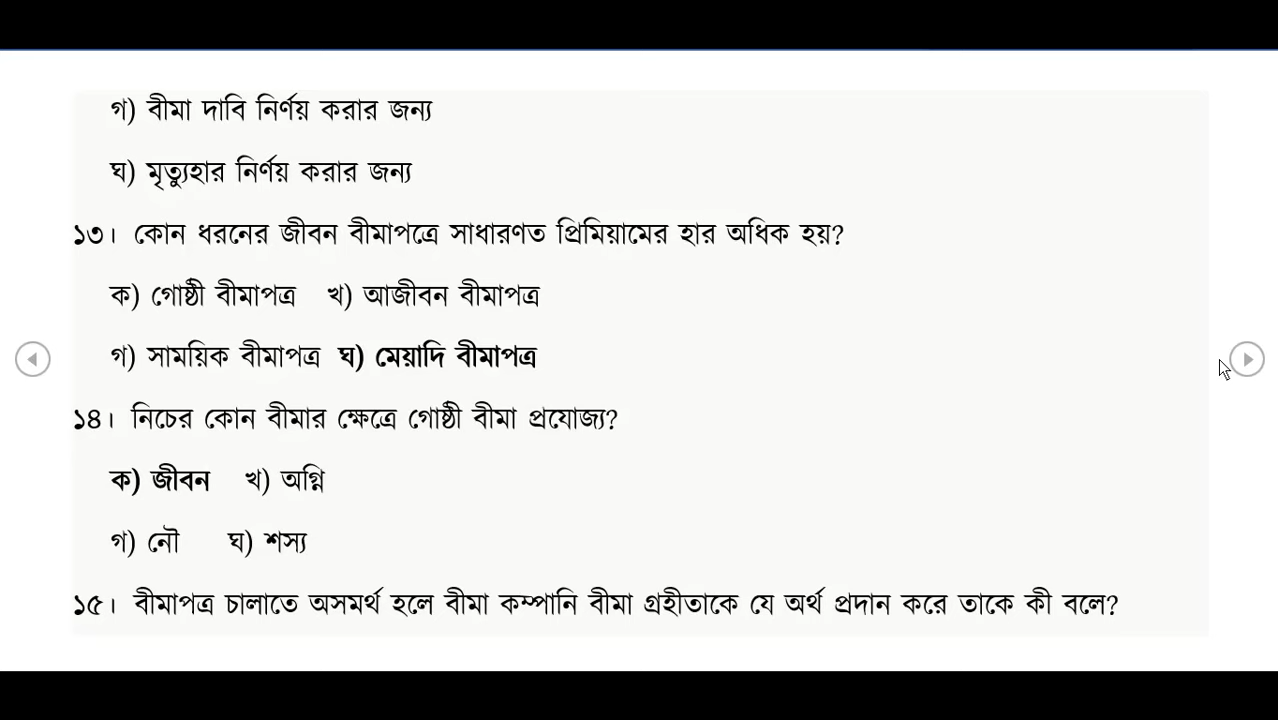 গ) বীমা দাবি নির্ণয় করার জন্য
ঘ) মৃত্যুহার নির্ণয় করার জন্য
১৩। কোন ধরনের জীবন বীমাপত্রে সাধারণত প্রিমিয়ামের হার অধিক হয়?
ক) গোষ্ঠী বীমাপত্র খ) আজীবন বীমাপত্র
গ) সাময়িক বীমাপত্র ঘ) মেয়াদি বীমাপত্র
১৪। নিচের কোন বীমার ক্ষেত্রে গোষ্ঠী বীমা প্রযোজ্য?
ক) জীবন খ) অগ্নি
গ) নৌ ঘ) শস্য
১৫। বীমাপত্র চালাতে অসমর্থ হলে বীমা কম্পানি বীমা গ্রহীতাকে যে অর্থ প্রদান করে তাকে কী বলে?